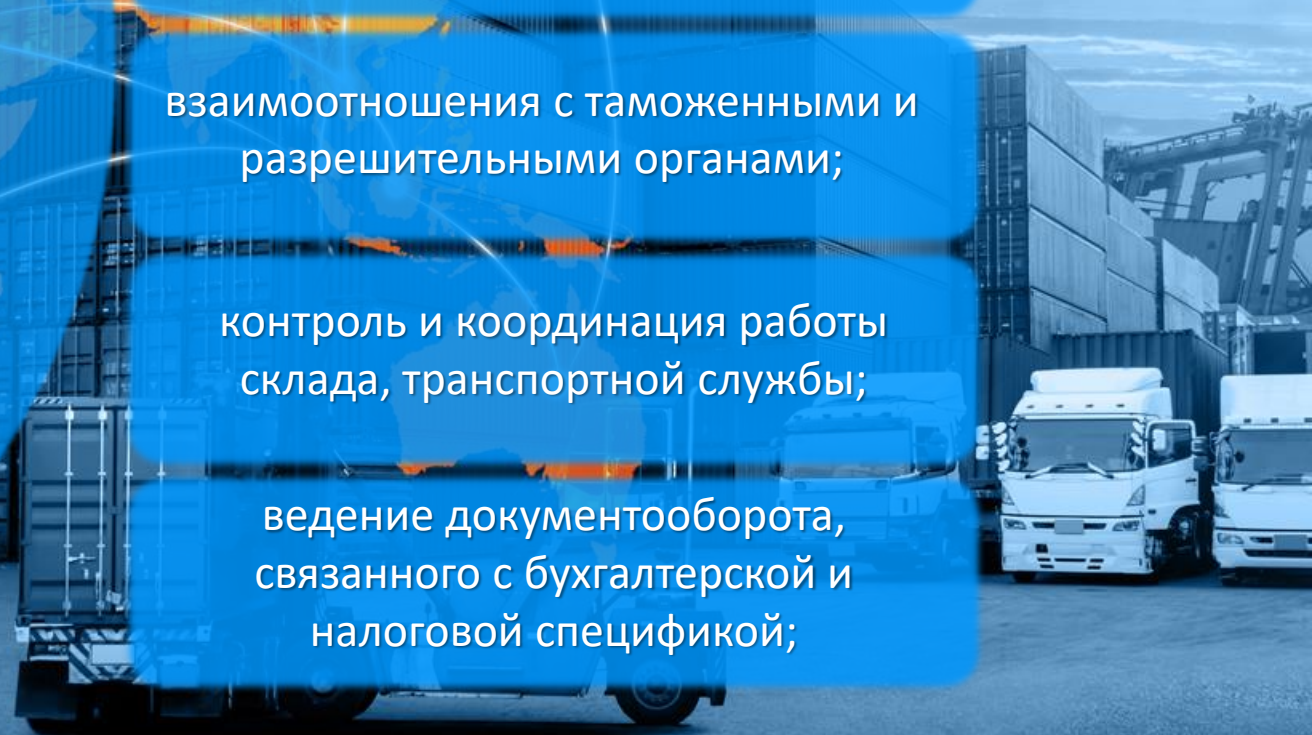 взаимоотношения с таможенными и
разрешительными органами;
контроль и координация работы
склада, транспортной службы;
ведение документооборота,
связанного с бухгалтерской и
налоговой спецификой;